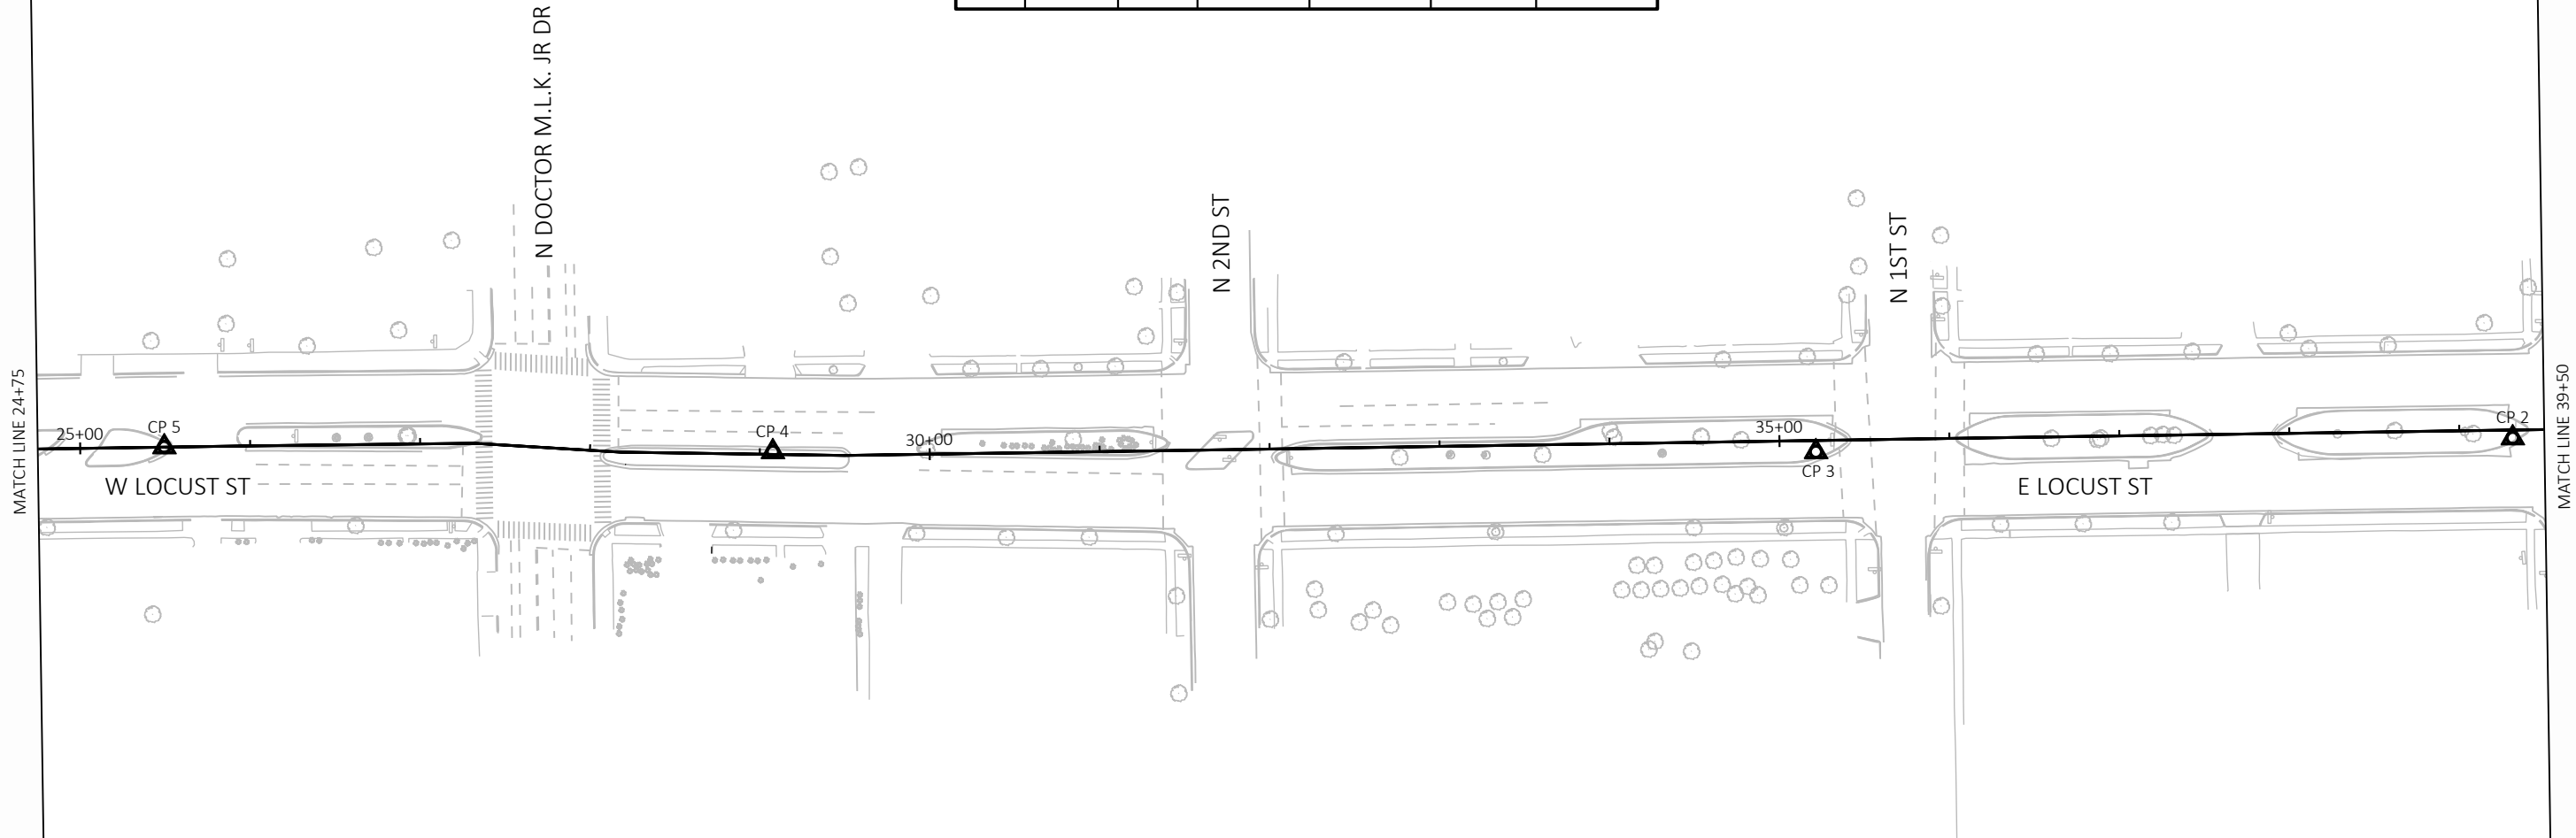 N DOCTOR M.L.K. JR DR
N 2ND ST
N 1ST ST
MATCH LINE 24+75
25+00
CP 5
CP 4
30+00
35+00
CP 3
CP 2
MATCH LINE 39+50
W LOCUST ST
E LOCUST ST